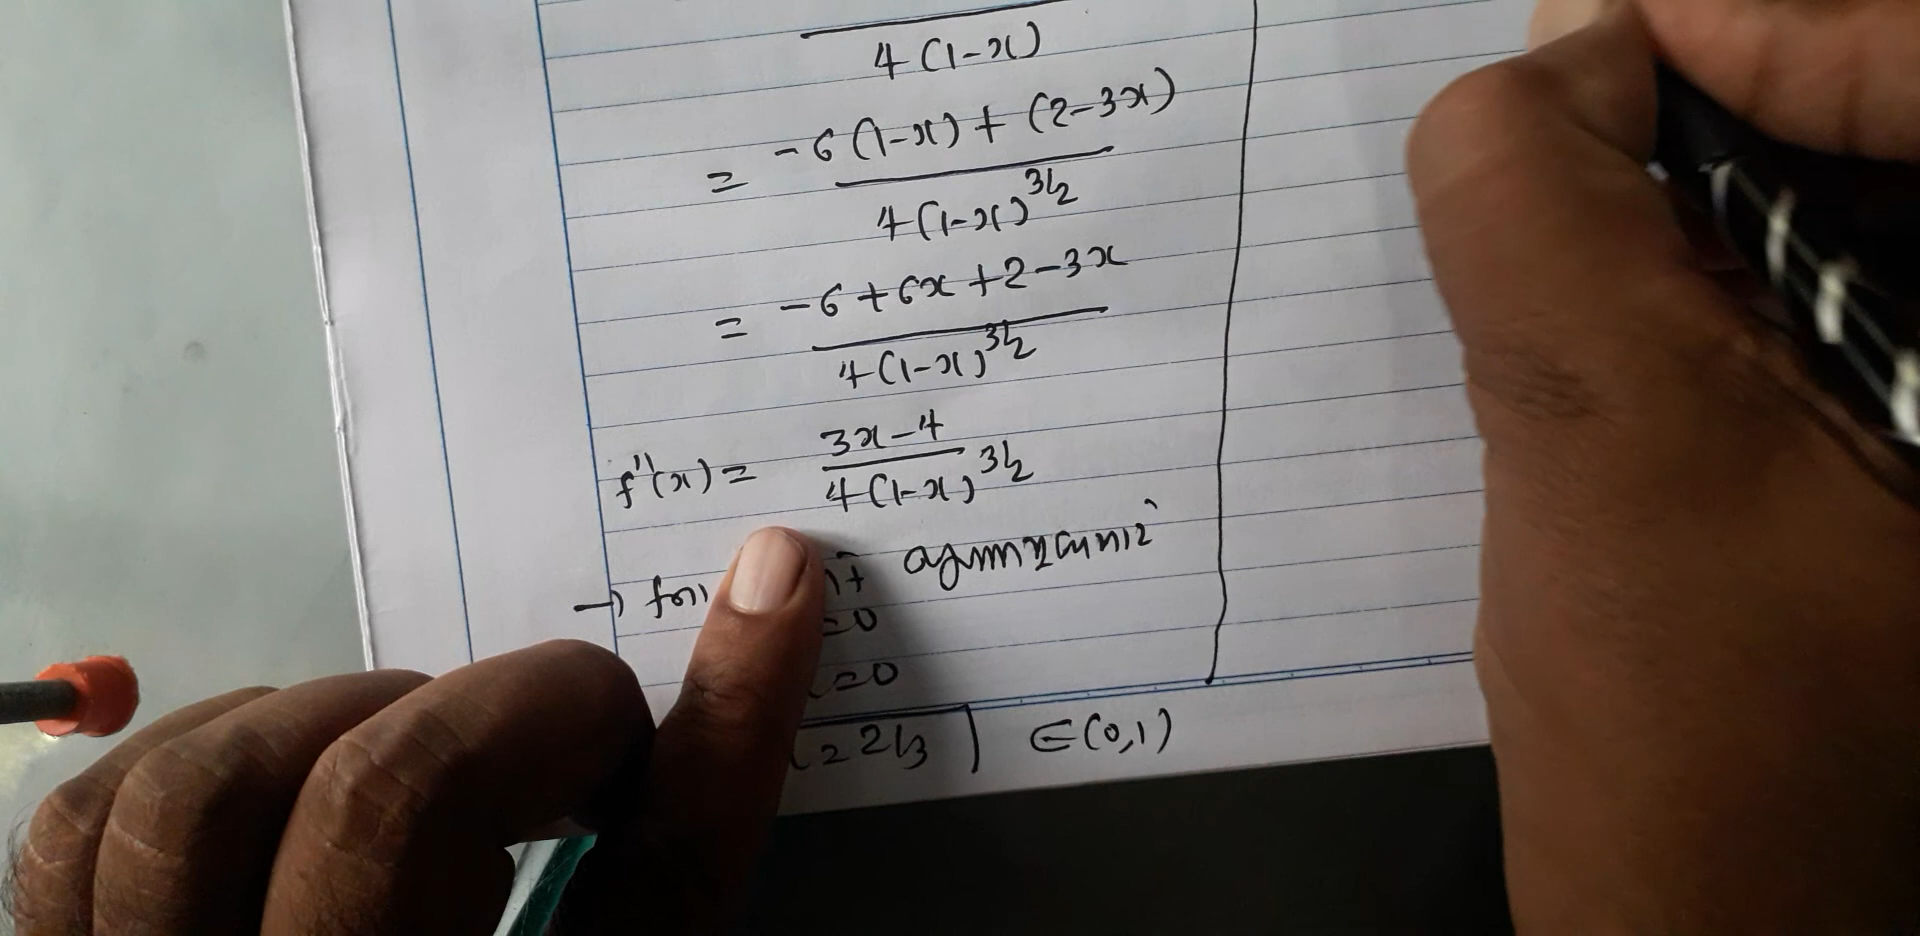 4(1-x)
= -6(1-x) + (2-3x)
4(1-x)^3/2
= -6+6x+2-3x
4(1-x)^3/2
f''(x) = 3x-4
4(1-x)^3/2
→ for
=0
=0
= 2/3 ∈(0,1)